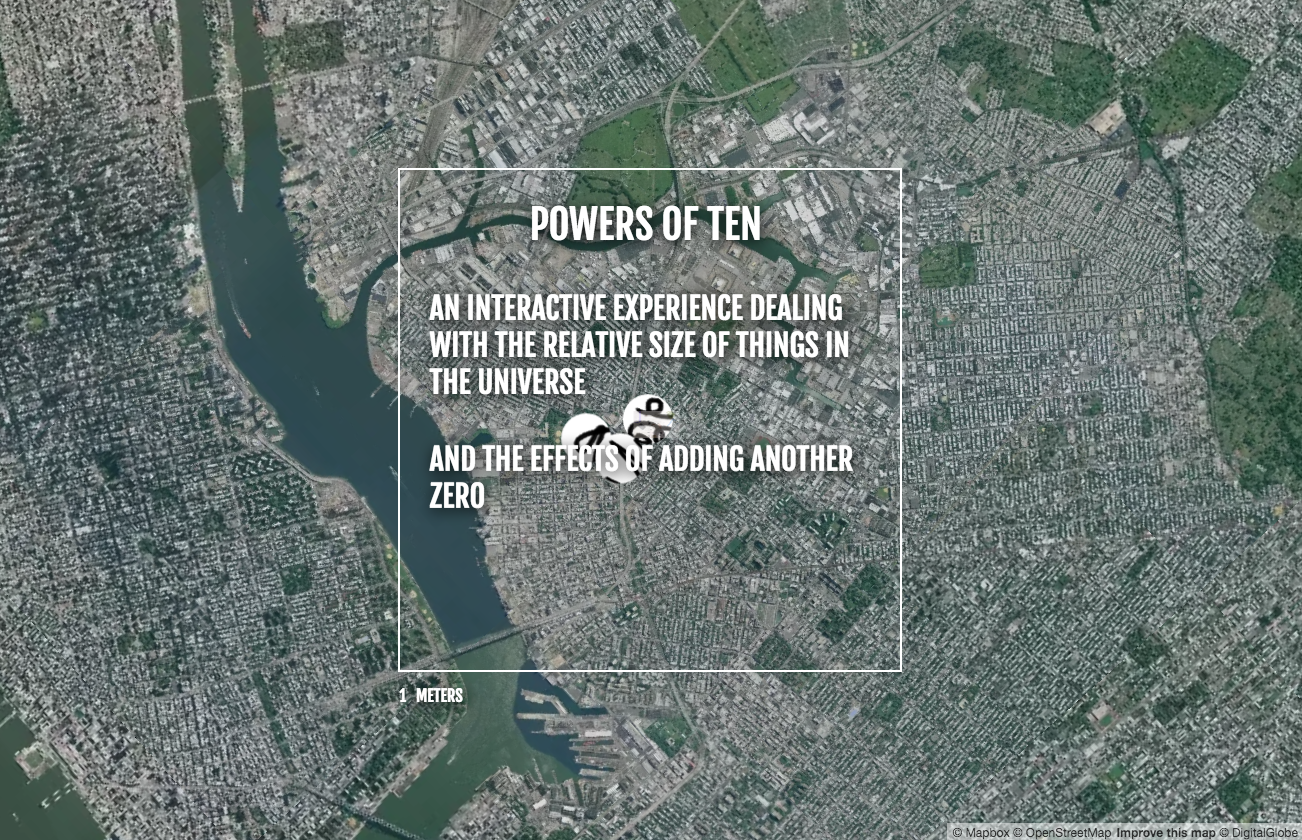 POWERS OF TEN
AN INTERACTIVE EXPERIENCE DEALING
WITH THE RELATIVE SIZE OF THINGS IN
THE UNIVERSE
AND THE EFFECTS OF ADDING ANOTHER
ZERO
1 METERS
© Mapbox © OpenStreetMap Improve this map © DigitalGlobe